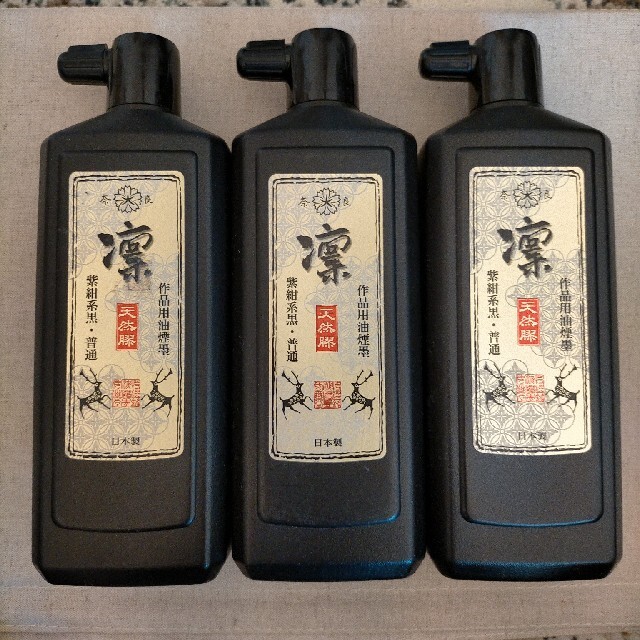 奈良
凛
天然膠
作品用油煙墨
紫紺系黒・普通
日本製
奈良
凛
天然膠
作品用油煙墨
紫紺系黒・普通
日本製
奈良
凛
天然膠
作品用油煙墨
紫紺系黒・普通
日本製